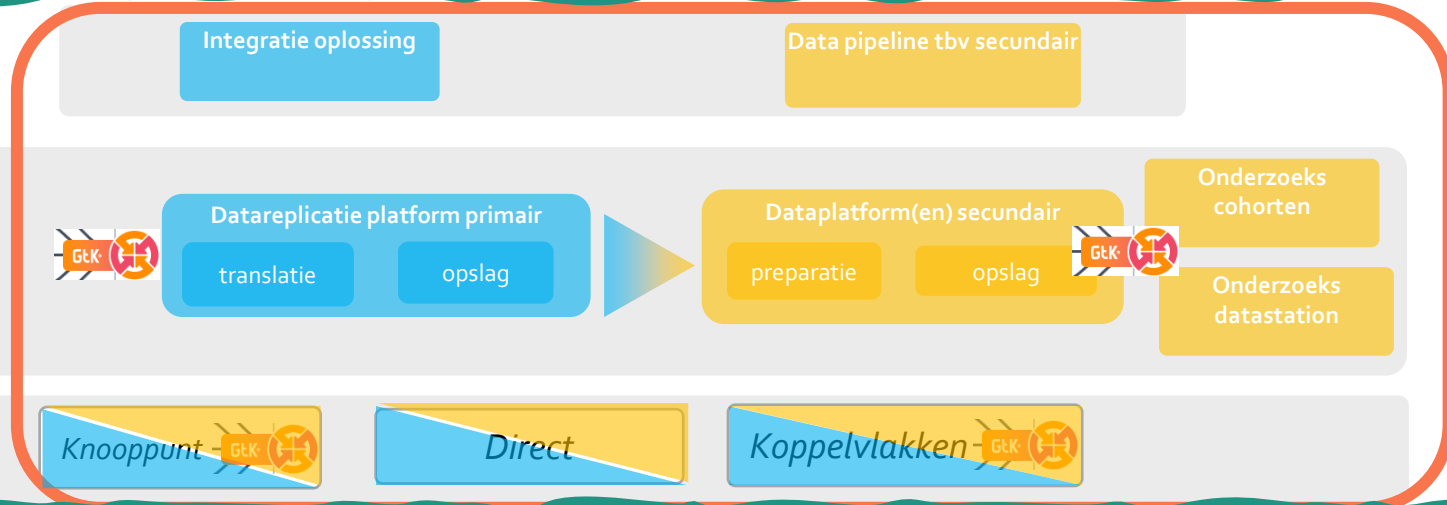 Integratie oplossing
Data pipeline tbv secundair
Datareplicatie platform primair
translatie
opslag
Dataplatform(en) secundair
preparatie
opslag
Onderzoeks
cohorten
Onderzoeks
datastation
GtK
GtK
Knooppunt
GtK
Direct
Koppelvlakken
GtK